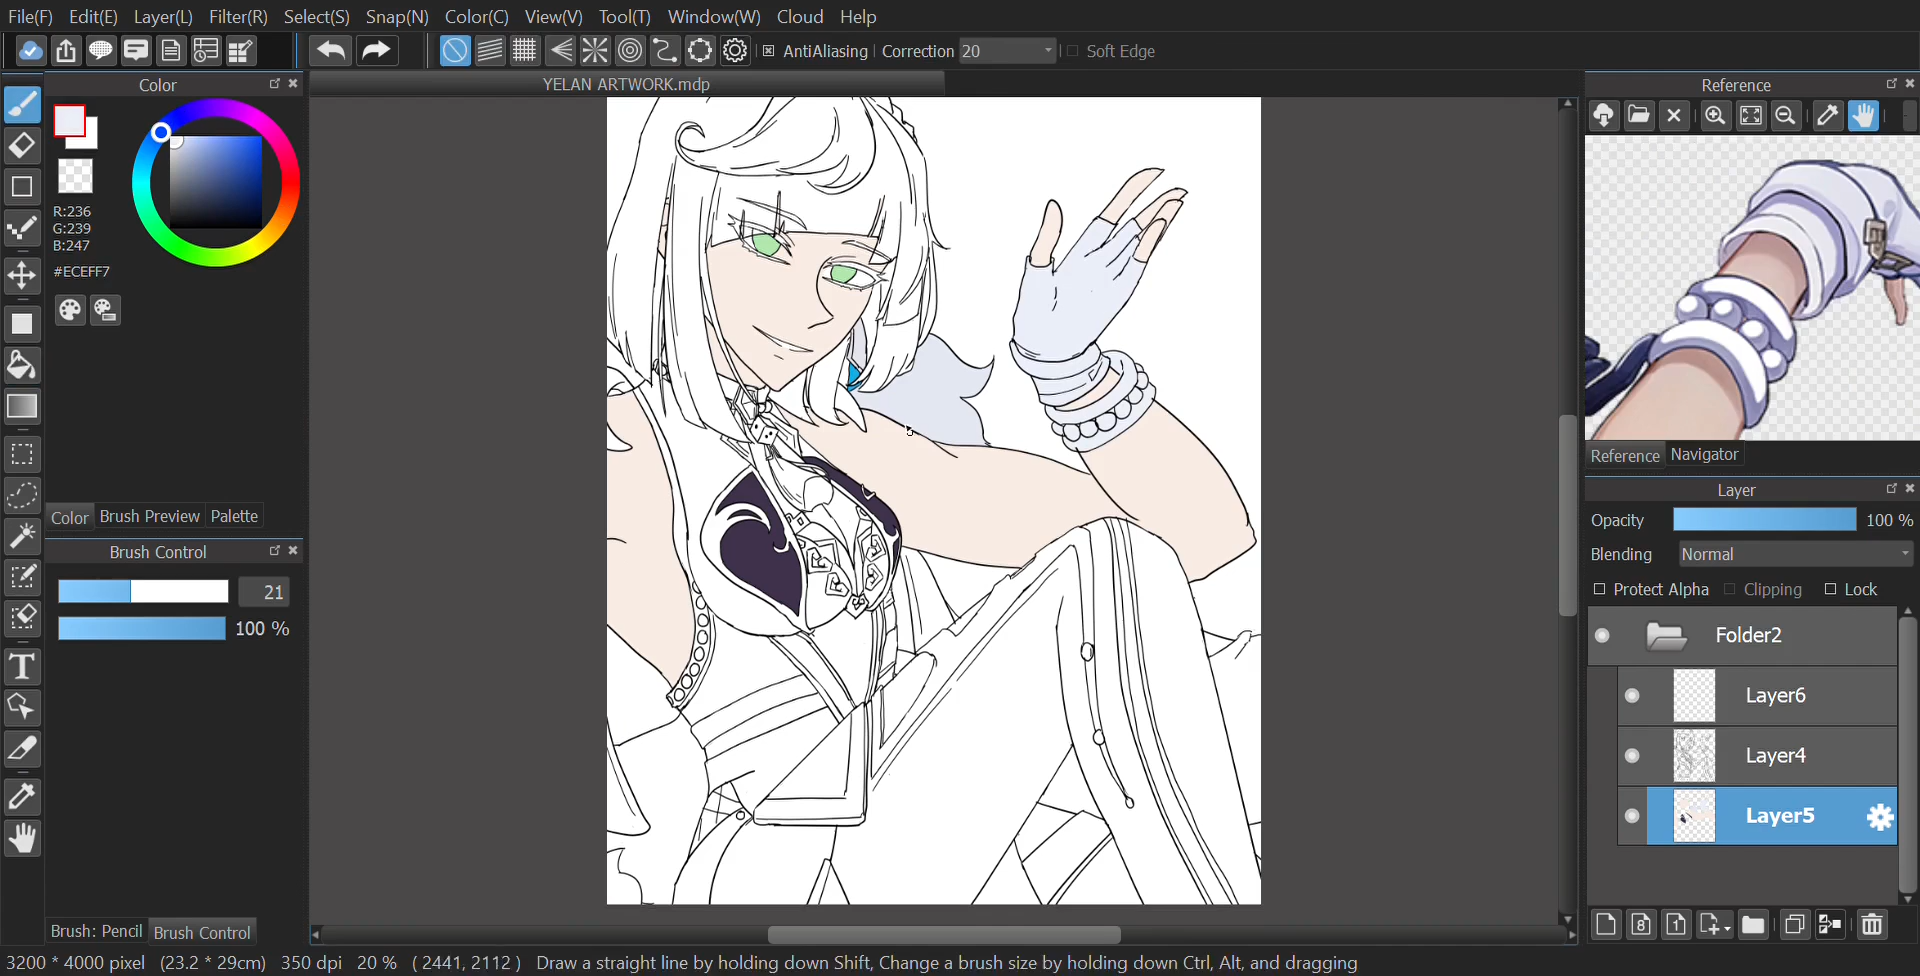 File(F) Edit(E) Layer(L) Filter(R) Select(S) Snap(N) Color(C) View(V) Tool(T) Window(W) Cloud Help
AntiAliasing Correction 20 Soft Edge
Color
YELAN ARTWORK.mdp
Reference
R:236
G:239
B:247
#ECEFF7
Reference Navigator
Layer
Opacity 100 %
Color Brush Preview Palette
Brush Control
Blending Normal
Protect Alpha Clipping Lock
21
100 %
Folder2
Layer6
Layer4
Layer5
8 1
T
Brush: Pencil Brush Control
3200 * 4000 pixel (23.2 * 29cm) 350 dpi 20 % ( 2441, 2112 ) Draw a straight line by holding down Shift, Change a brush size by holding down Ctrl, Alt, and dragging